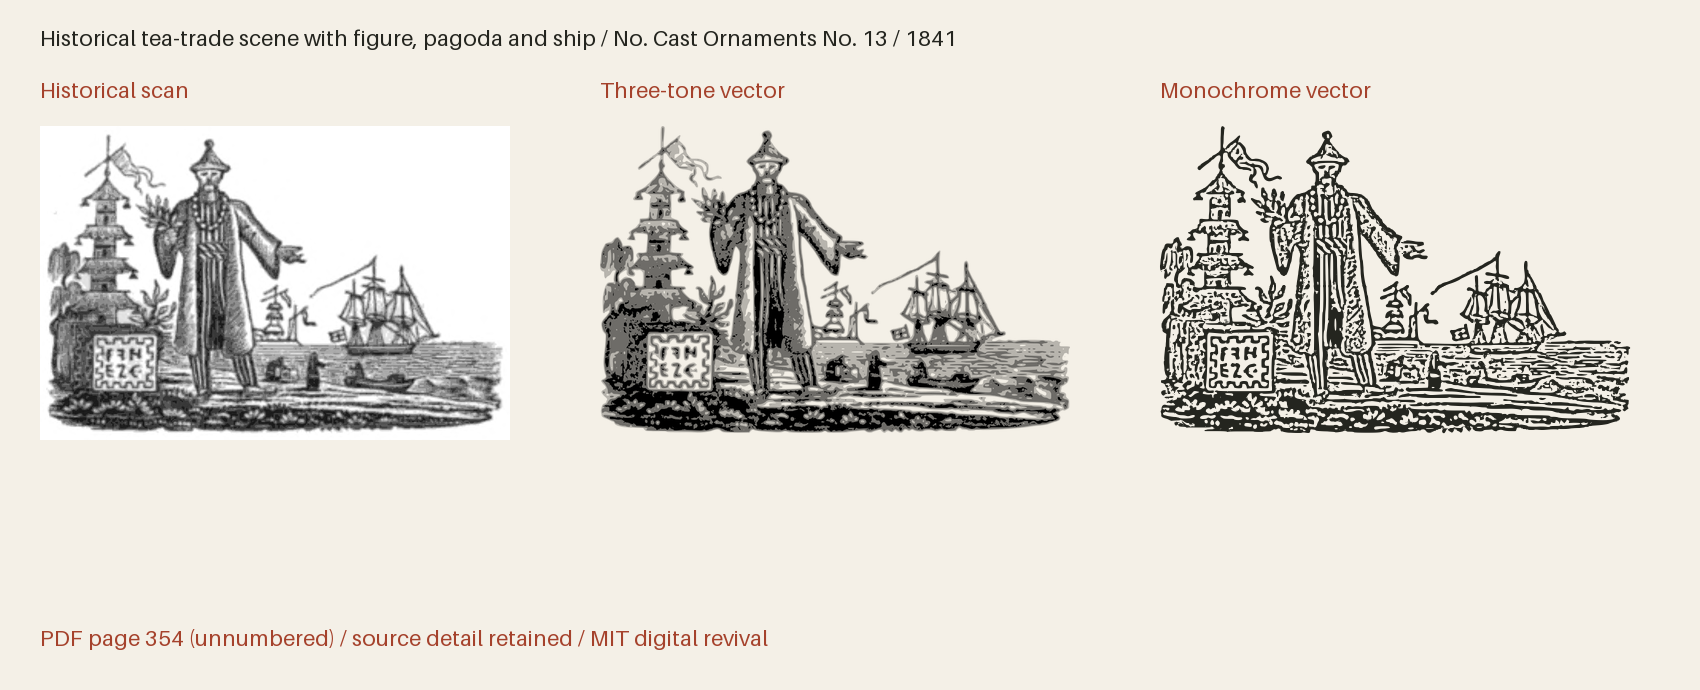 Historical tea-trade scene with figure, pagoda and ship / No. Cast Ornaments No. 13 / 1841
Historical scan
Three-tone vector
Monochrome vector
PDF page 354 (unnumbered) / source detail retained / MIT digital revival